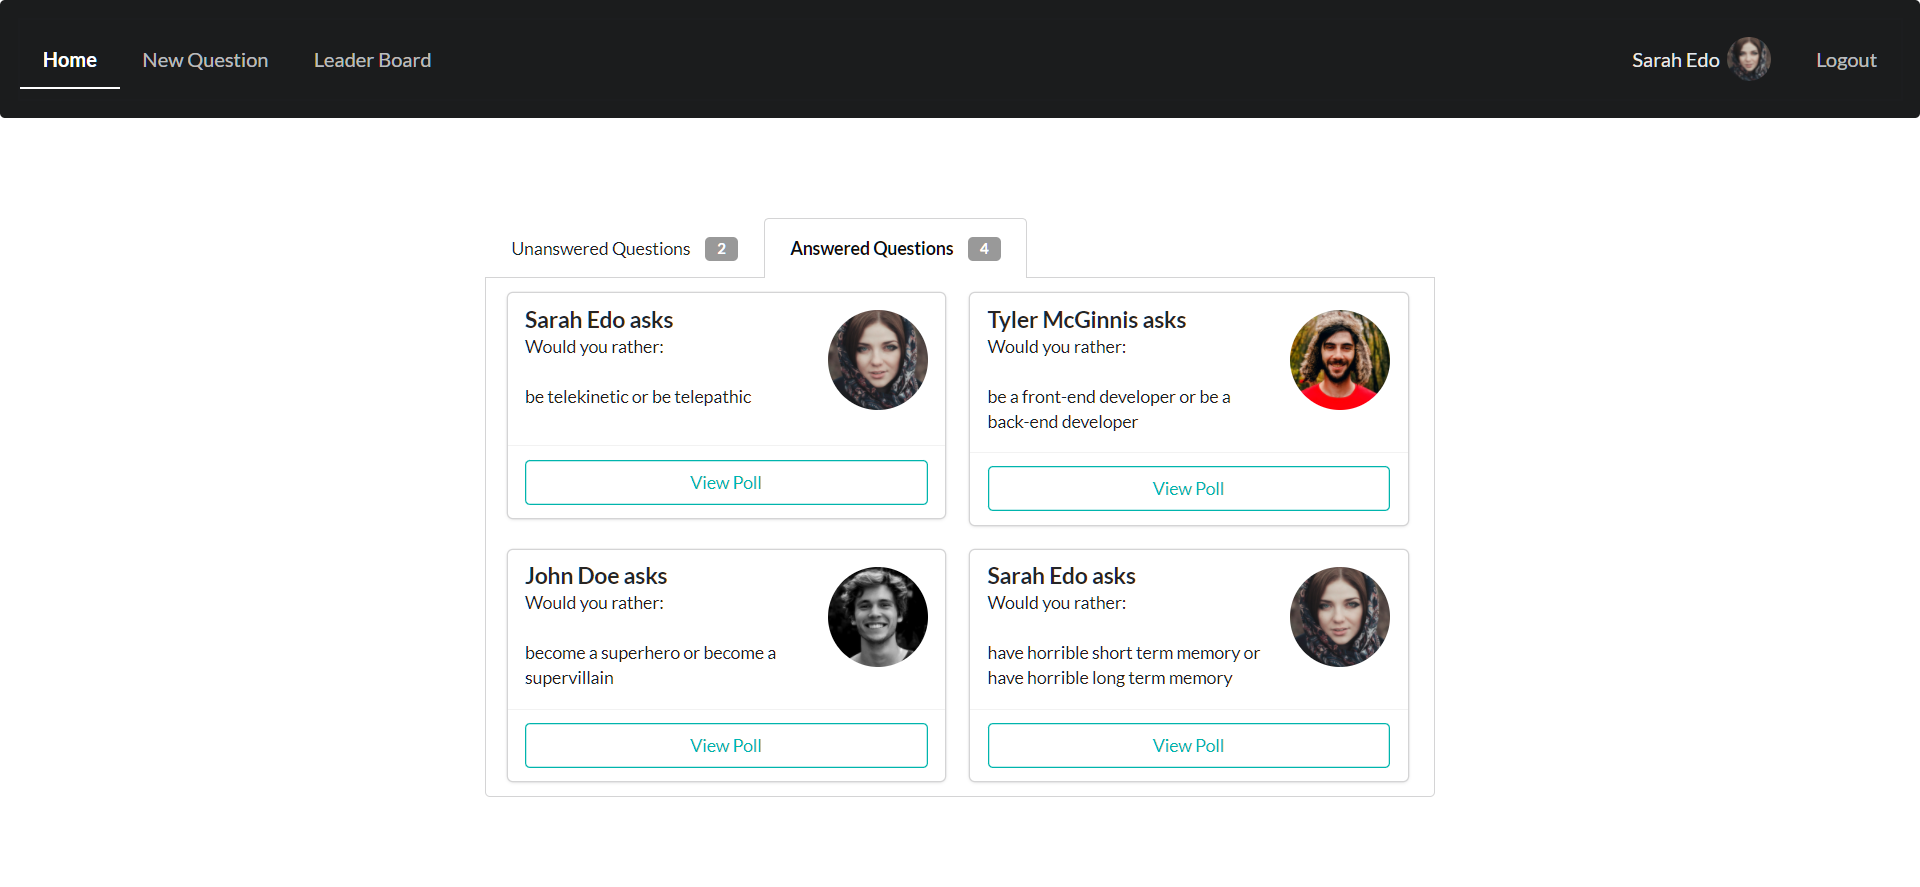 Home New Question Leader Board Sarah Edo Logout
Unanswered Questions 2 Answered Questions 4
Sarah Edo asks
Would you rather:
be telekinetic or be telepathic
View Poll
Tyler McGinnis asks
Would you rather:
be a front-end developer or be a
back-end developer
View Poll
John Doe asks
Would you rather:
become a superhero or become a
supervillain
View Poll
Sarah Edo asks
Would you rather:
have horrible short term memory or
have horrible long term memory
View Poll